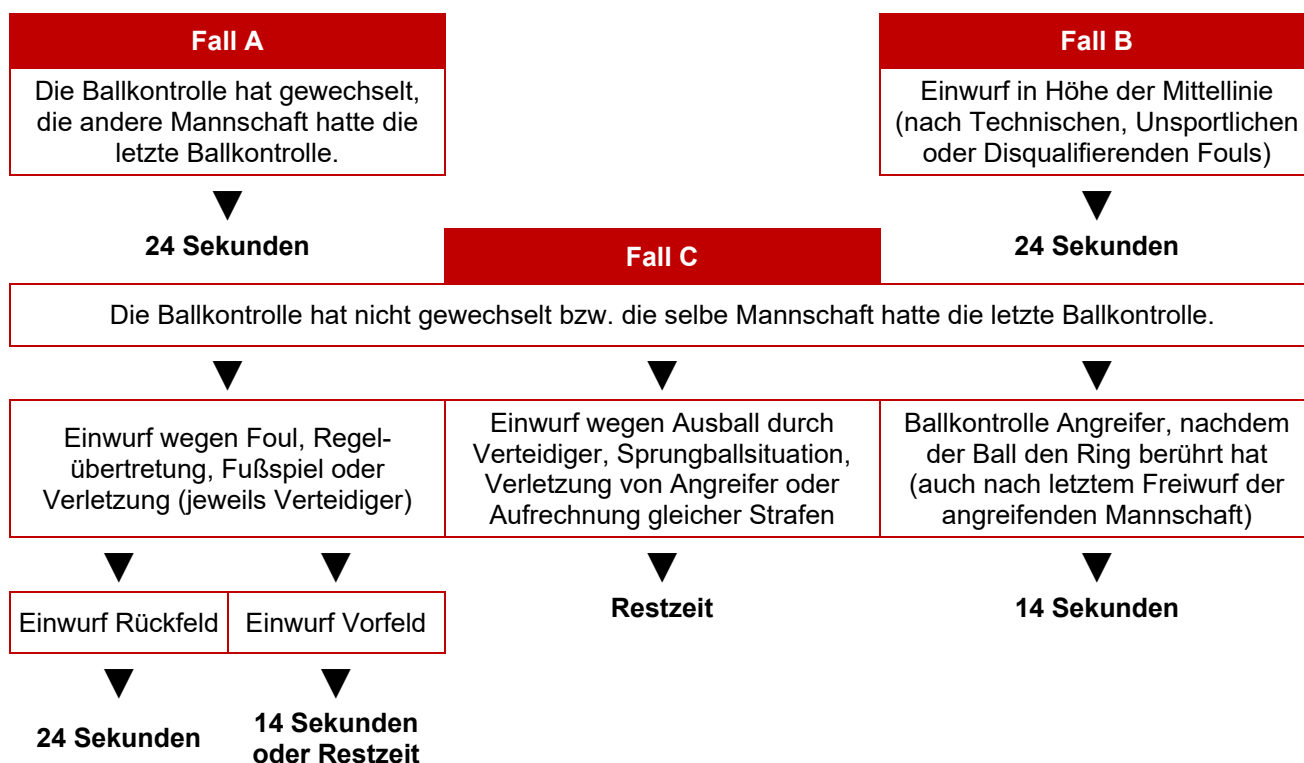 Fall A
Die Ballkontrolle hat gewechselt,
die andere Mannschaft hatte die
letzte Ballkontrolle.
24 Sekunden
Fall B
Einwurf in Höhe der Mittellinie
(nach Technischen, Unsportlichen
oder Disqualifierenden Fouls)
24 Sekunden
Fall C
Die Ballkontrolle hat nicht gewechselt bzw. die selbe Mannschaft hatte die letzte Ballkontrolle.
Einwurf wegen Foul, Regel-
übertretung, Fußspiel oder
Verletzung (jeweils Verteidiger)
Einwurf Rückfeld
24 Sekunden
Einwurf Vorfeld
14 Sekunden
oder Restzeit
Einwurf wegen Ausball durch
Verteidiger, Sprungballsituation,
Verletzung von Angreifer oder
Aufrechnung gleicher Strafen
Restzeit
Ballkontrolle Angreifer, nachdem
der Ball den Ring berührt hat
(auch nach letztem Freiwurf der
angreifenden Mannschaft)
14 Sekunden